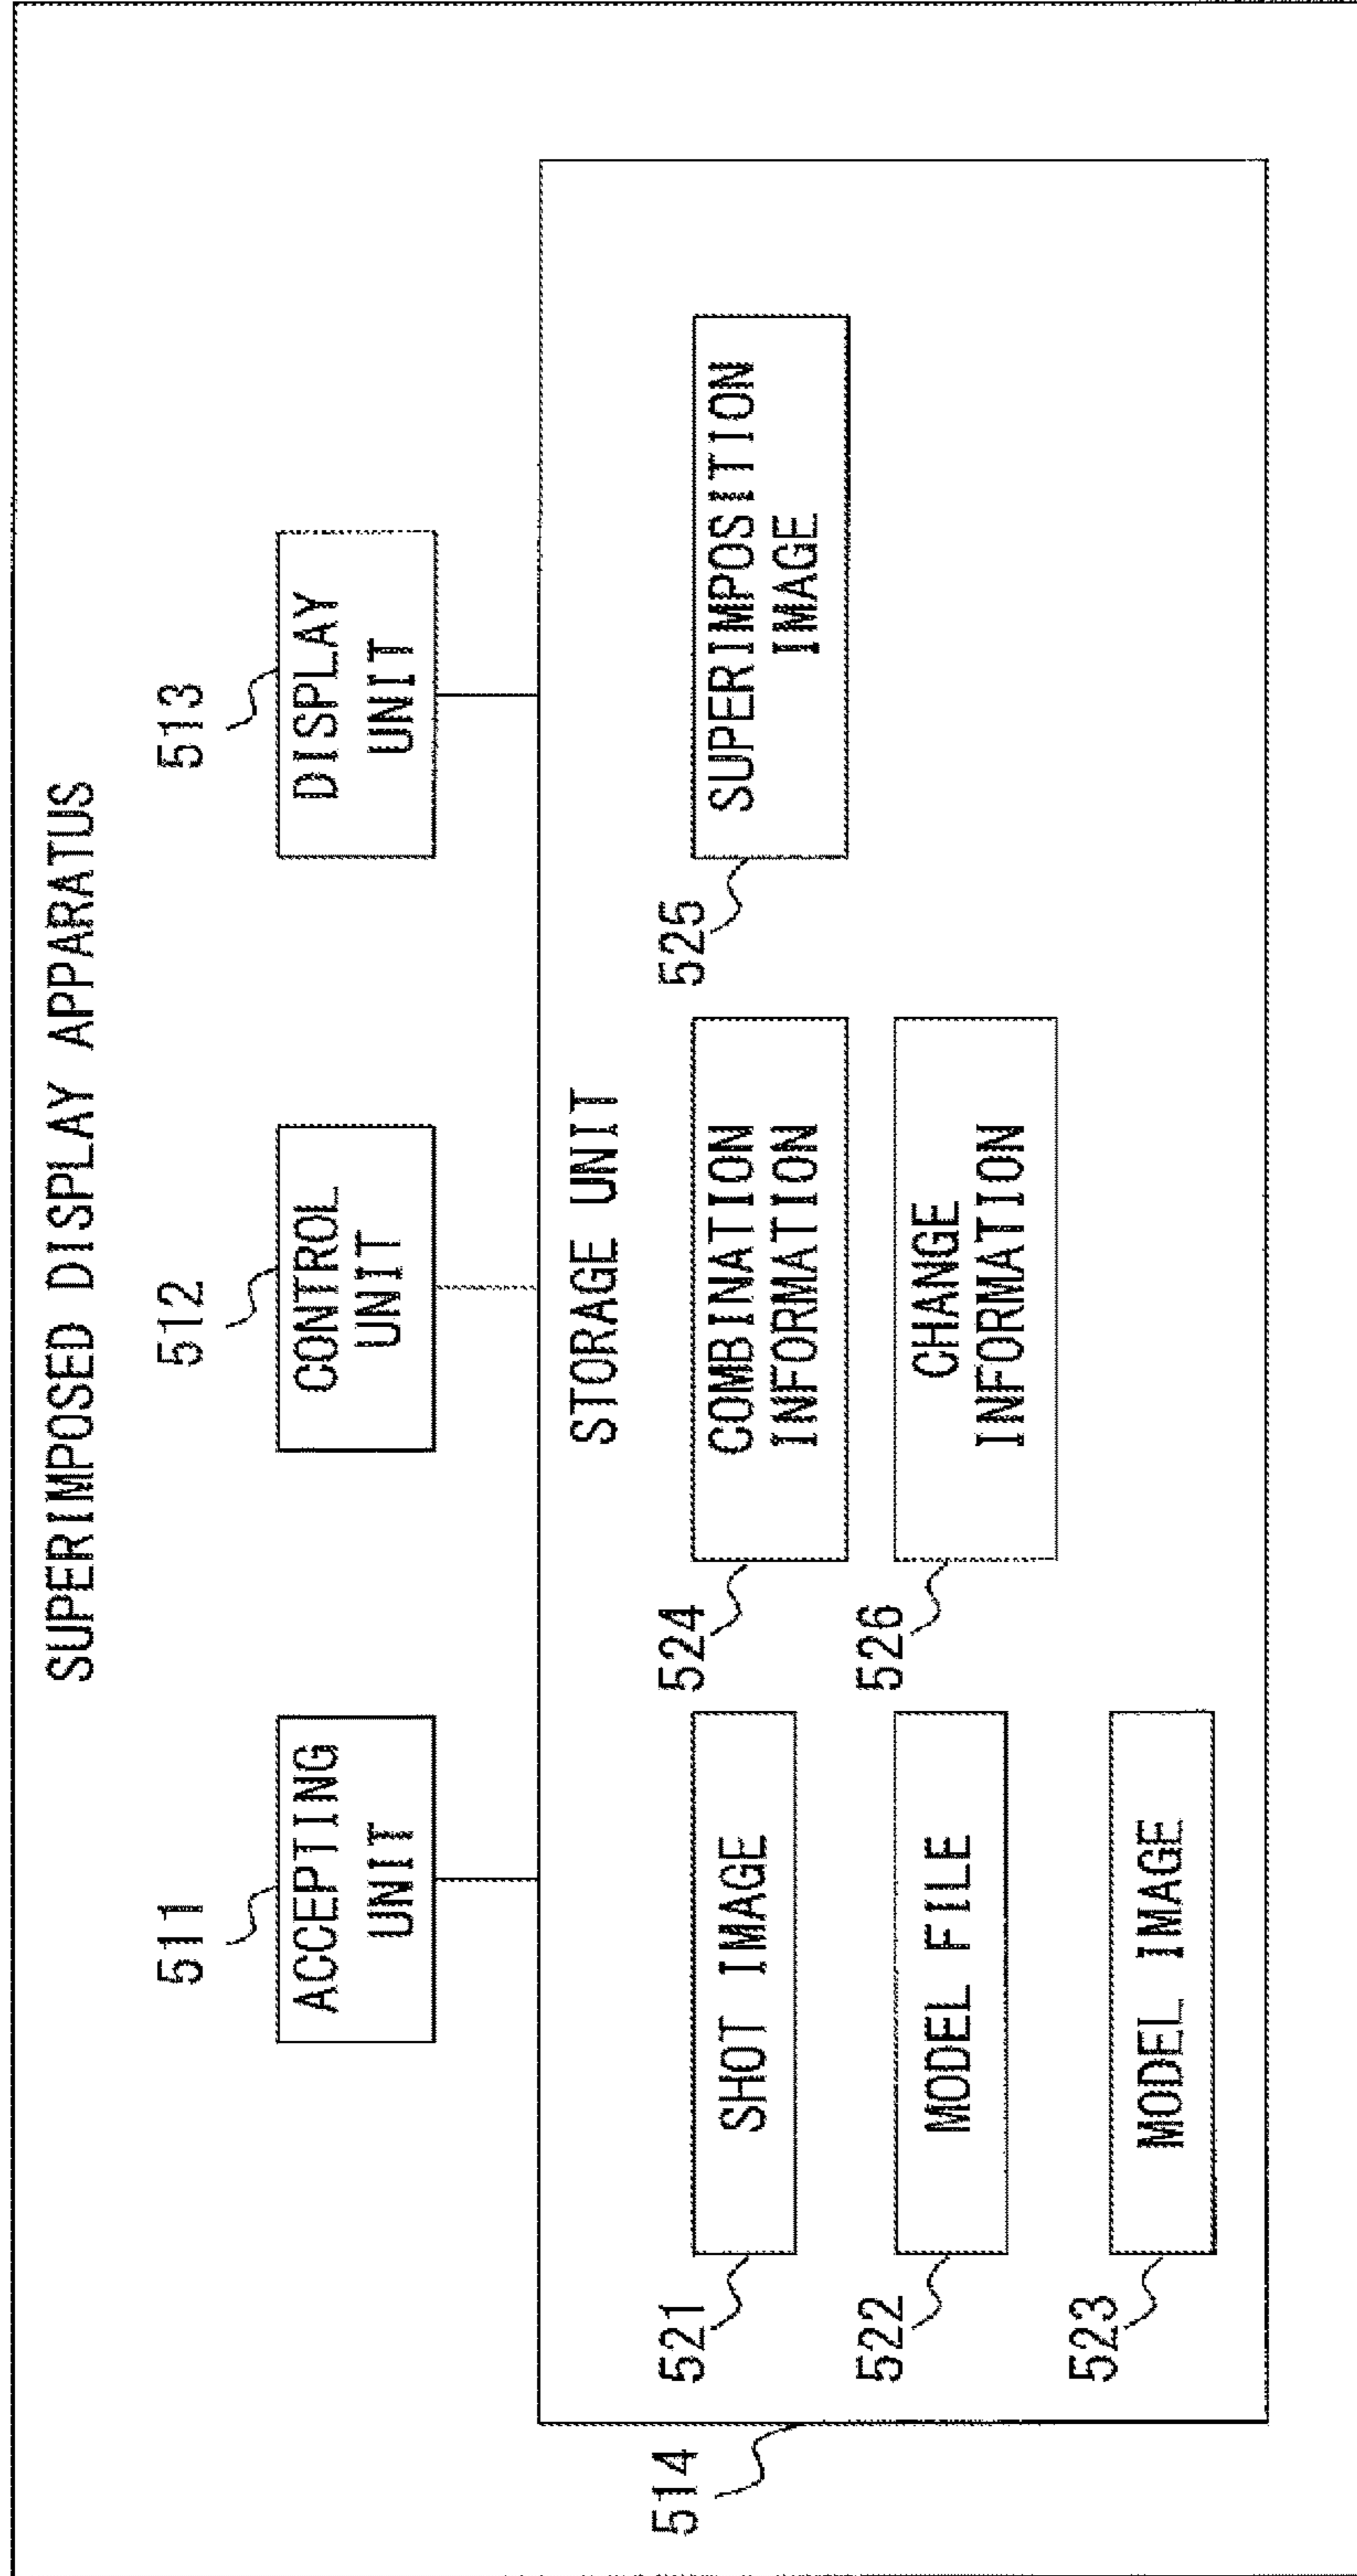 SUPERIMPOSED DISPLAY APPARATUS
511
ACCEPTING
UNIT
512
CONTROL
UNIT
513
DISPLAY
UNIT
514
STORAGE UNIT
521
SHOT IMAGE
522
MODEL FILE
523
MODEL IMAGE
524
COMBINATION
INFORMATION
526
CHANGE
INFORMATION
525
SUPERIMPOSITION
IMAGE